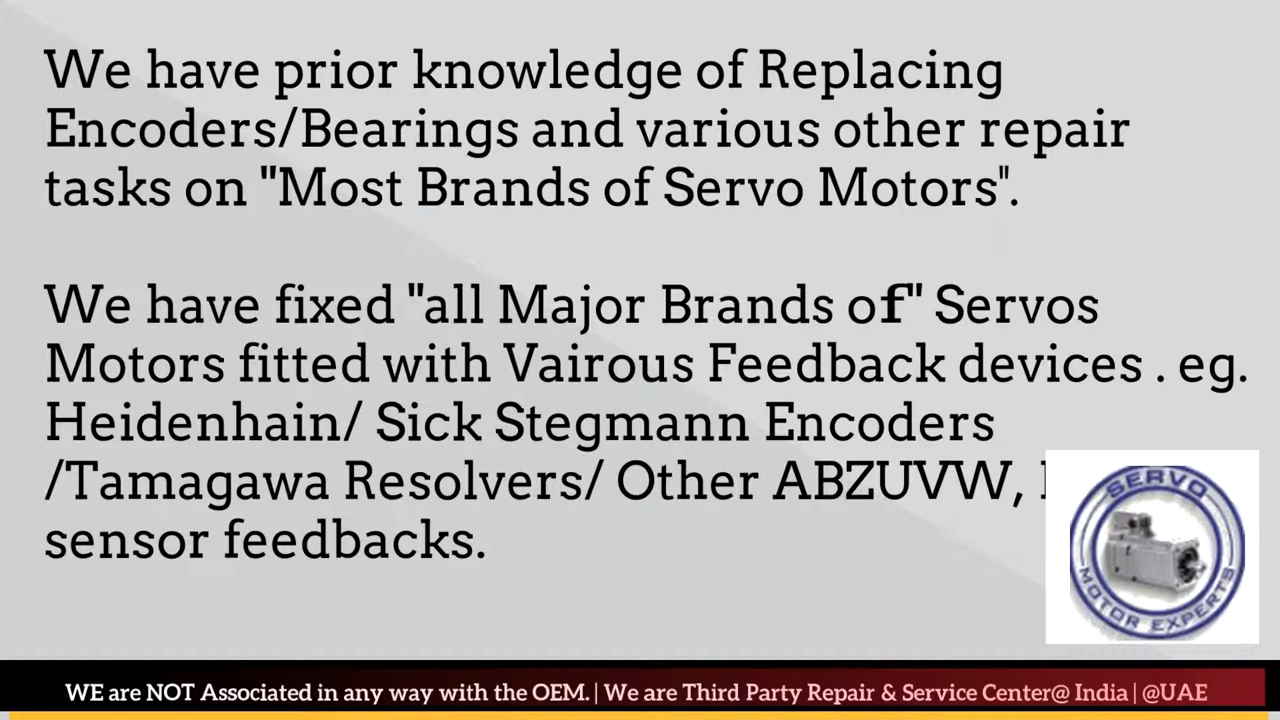 We have prior knowledge of Replacing
Encoders/Bearings and various other repair
tasks on "Most Brands of Servo Motors".
We have fixed "all Major Brands of" Servos
Motors fitted with Vairous Feedback devices . eg.
Heidenhain/ Sick Stegmann Encoders
/Tamagawa Resolvers/ Other ABZUVW,
sensor feedbacks.
SERVO
MOTOR EXPERTS
WE are NOT Associated in any way with the OEM. | We are Third Party Repair & Service Center@ India | @UAE